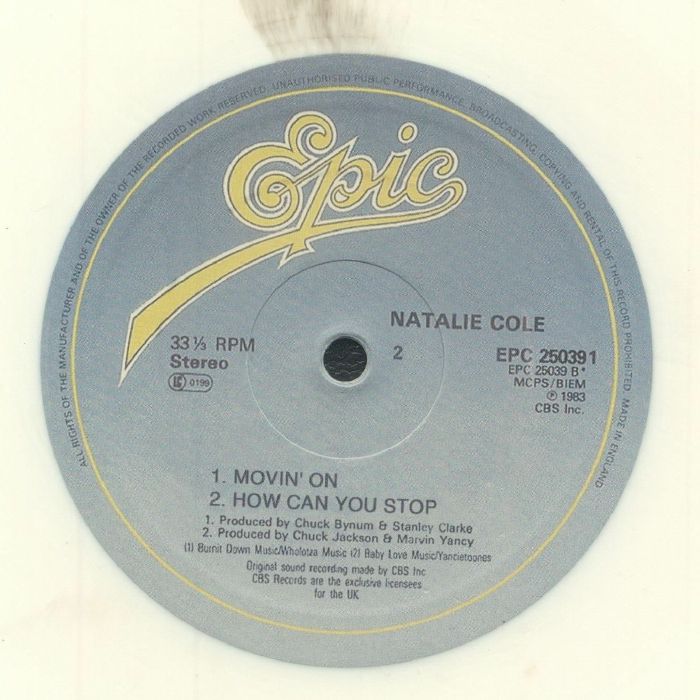 ALL RIGHTS OF THE MANUFACTURER AND OF THE OWNER OF THE RECORDED WORK RESERVED. UNAUTHORISED PUBLIC PERFORMANCE, BROADCASTING, COPYING AND RENTAL OF THIS RECORD PROHIBITED. MADE IN ENGLAND
Epic
NATALIE COLE
33⅓ RPM
Stereo
0199
2
EPC 250391
EPC 25039 B*
MCPS/BIEM
℗ 1983
CBS Inc.
1. MOVIN' ON
2. HOW CAN YOU STOP
1. Produced by Chuck Bynum & Stanley Clarke
2. Produced by Chuck Jackson & Marvin Yancy
(1) Burnit Down Music/Wholotza Music (2) Baby Love Music/Yancietoones
Original sound recording made by CBS Inc
CBS Records are the exclusive licensees
for the UK